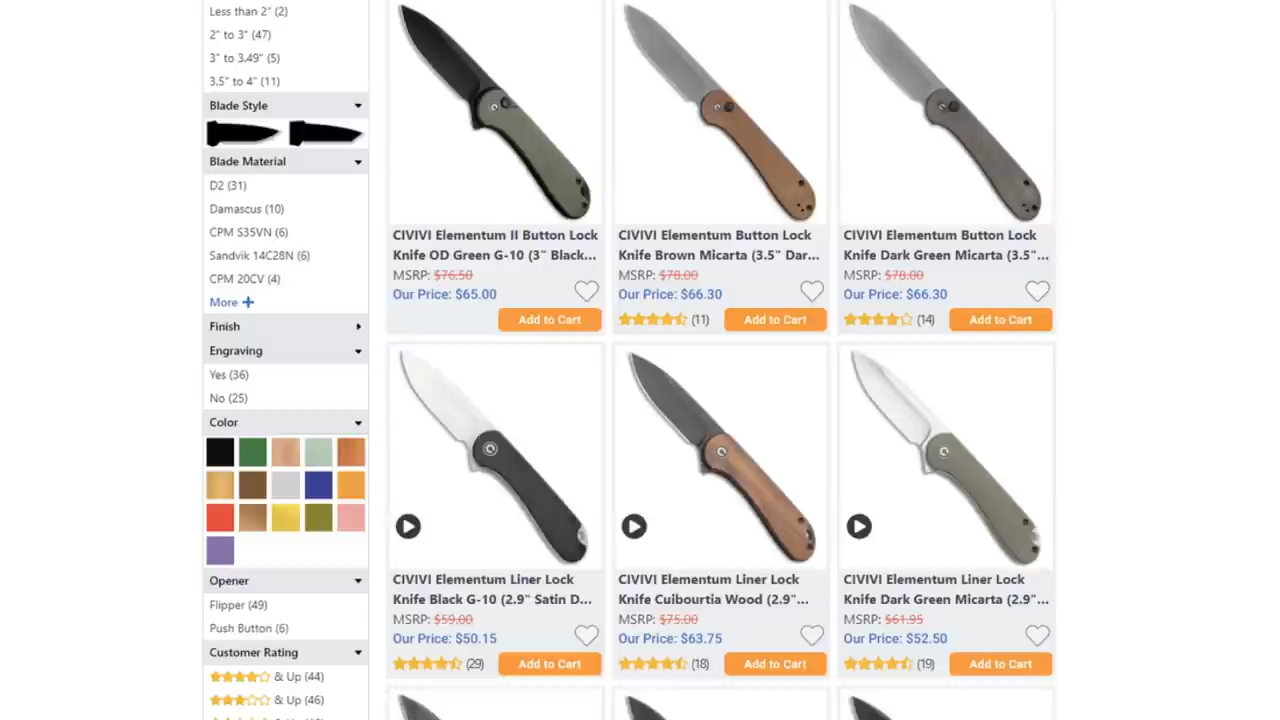 Less than 2" (2)
2" to 3" (47)
3" to 3.49" (5)
3.5" to 4" (11)
Blade Style
Blade Material
D2 (31)
Damascus (10)
CPM S35VN (6)
Sandvik 14C28N (6)
CPM 20CV (4)
More +
Finish
Engraving
Yes (36)
No (25)
Color
Opener
Flipper (49)
Push Button (6)
Customer Rating
& Up (44)
& Up (46)
CIVIVI Elementum II Button Lock
Knife OD Green G-10 (3" Black...
MSRP: $76.50
Our Price: $65.00
Add to Cart
CIVIVI Elementum Button Lock
Knife Brown Micarta (3.5" Dar...
MSRP: $78.00
Our Price: $66.30
(11) Add to Cart
CIVIVI Elementum Button Lock
Knife Dark Green Micarta (3.5"...
MSRP: $78.00
Our Price: $66.30
(14) Add to Cart
CIVIVI Elementum Liner Lock
Knife Black G-10 (2.9" Satin D...
MSRP: $59.00
Our Price: $50.15
(29) Add to Cart
CIVIVI Elementum Liner Lock
Knife Cuibourtia Wood (2.9"...
MSRP: $75.00
Our Price: $63.75
(18) Add to Cart
CIVIVI Elementum Liner Lock
Knife Dark Green Micarta (2.9"...
MSRP: $61.95
Our Price: $52.50
(19) Add to Cart